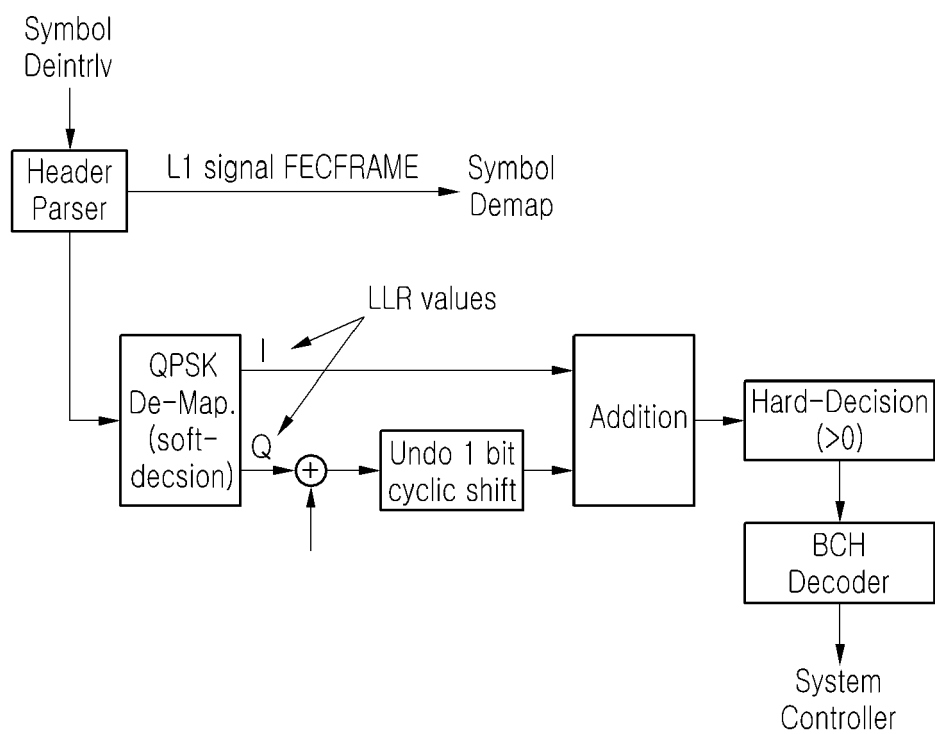 Symbol
Deintrlv
Header
Parser
L1 signal FECFRAME
Symbol
Demap
LLR values
QPSK
De-Map.
(soft-
decsion)
I
Q
+
Undo 1 bit
cyclic shift
Addition
Hard-Decision
(>0)
BCH
Decoder
System
Controller